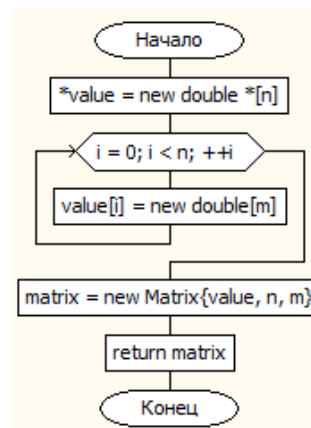 Начало
*value = new double *[n]
i = 0; i < n; ++i
value[i] = new double[m]
matrix = new Matrix{value, n, m}
return matrix
Конец